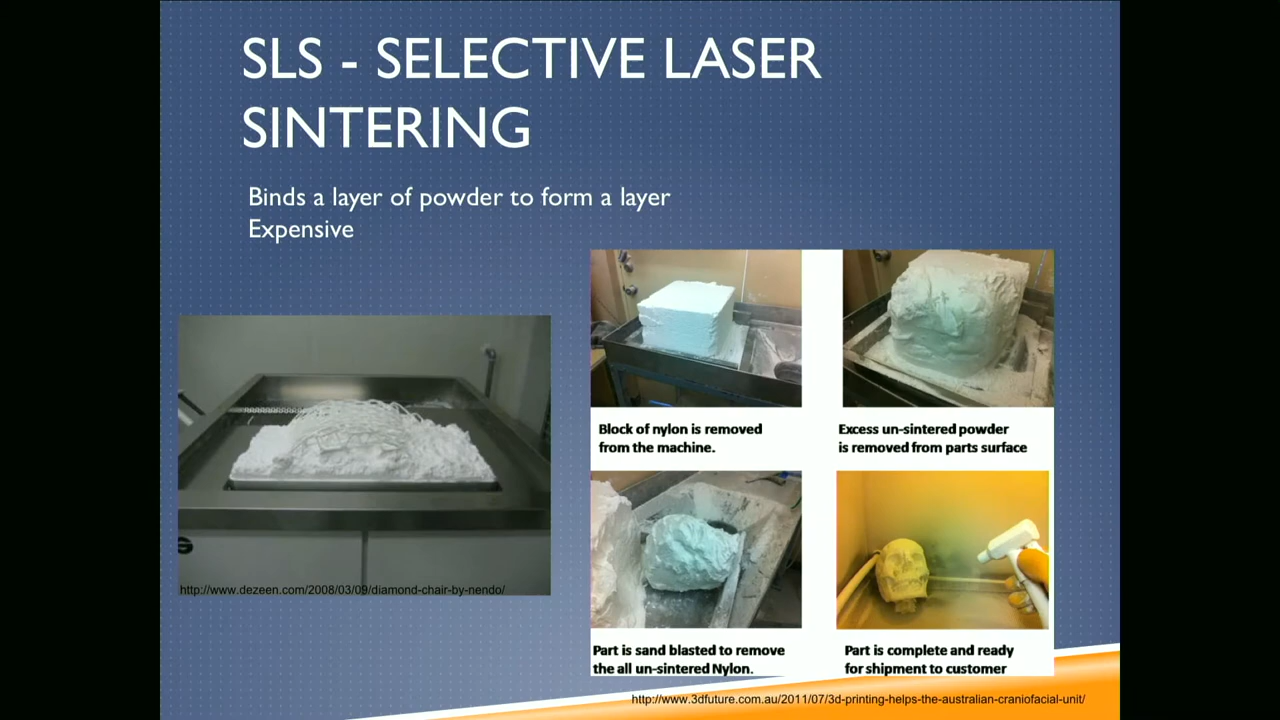 SLS - SELECTIVE LASER
SINTERING
Binds a layer of powder to form a layer
Expensive
Block of nylon is removed
from the machine.
Excess un-sintered powder
is removed from parts surface
http://www.dezeen.com/2008/03/09/diamond-chair-by-nendo/
Part is sand blasted to remove
the all un-sintered Nylon.
Part is complete and ready
for shipment to customer
http://www.3dfuture.com.au/2011/07/3d-printing-helps-the-australian-craniofacial-unit/